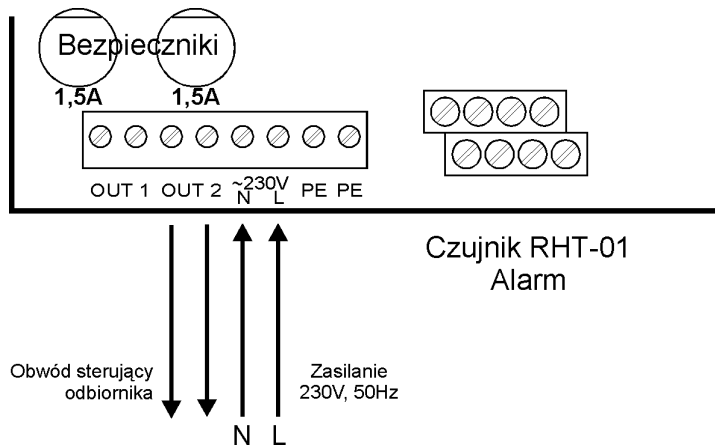 Bezpieczniki
1,5A 1,5A
~230V
OUT 1 OUT 2 N L PE PE
Czujnik RHT-01
Alarm
Obwód sterujący
odbiornika
Zasilanie
230V, 50Hz
N L